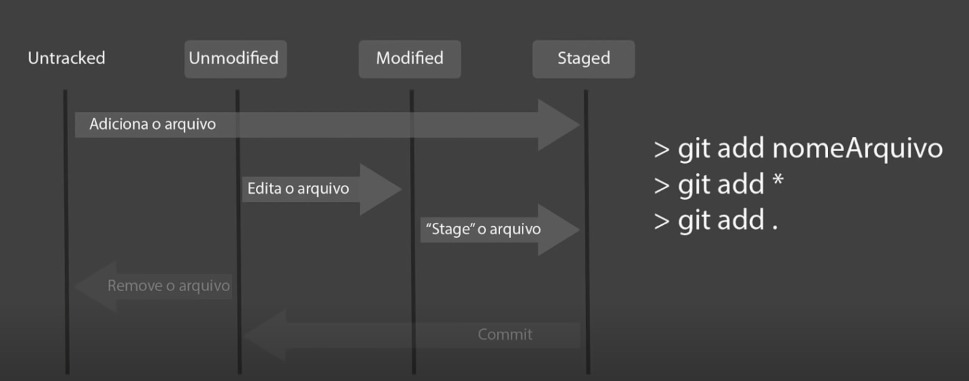 Untracked
Unmodified
Modified
Staged
Adiciona o arquivo
Edita o arquivo
“Stage” o arquivo
Remove o arquivo
Commit
> git add nomeArquivo
> git add *
> git add .